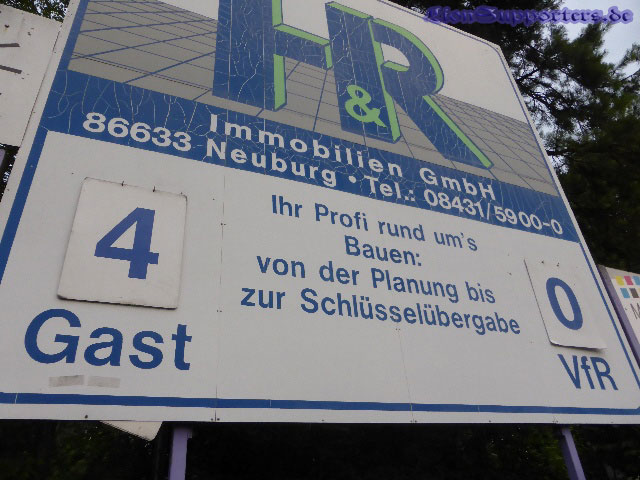 LionSupporters.de
H&R
Immobilien GmbH
86633 Neuburg • Tel.: 08431/5900-0
Ihr Profi rund um's
Bauen:
von der Planung bis
zur Schlüsselübergabe
4
Gast
0
VfR
M